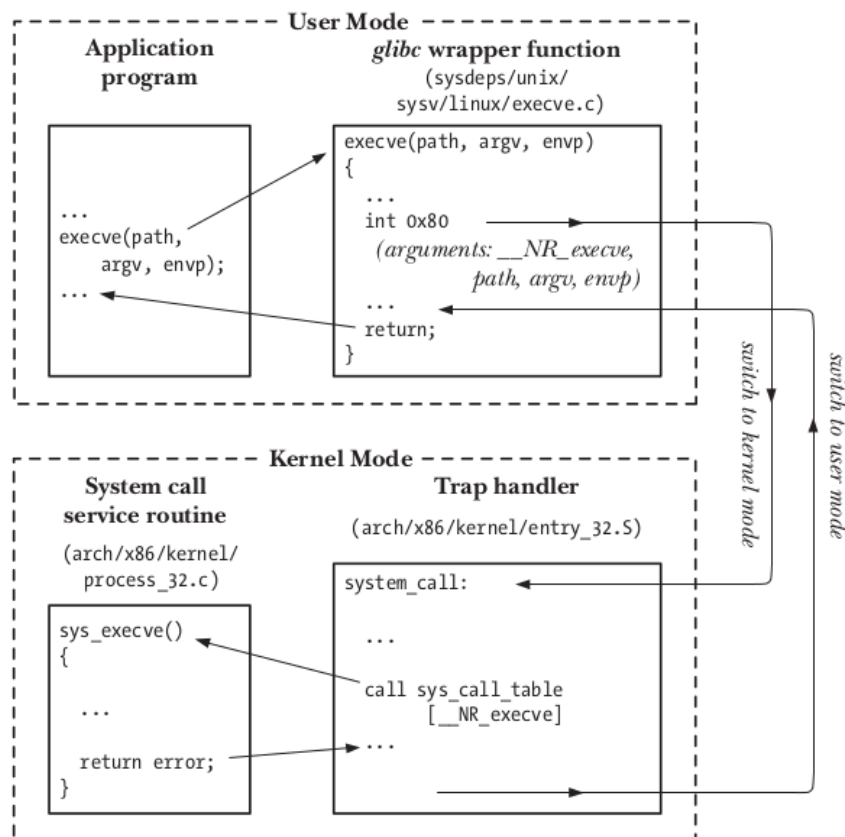 User Mode
Application
program
glibc wrapper function
(sysdeps/unix/
sysv/linux/execve.c)
...
execve(path,
argv, envp);
...
execve(path, argv, envp)
{
...
int 0x80
(arguments: __NR_execve,
path, argv, envp)
...
return;
}
switch to kernel mode
switch to user mode
Kernel Mode
System call
service routine
(arch/x86/kernel/
process_32.c)
Trap handler
(arch/x86/kernel/entry_32.S)
sys_execve()
{
...
return error;
}
system_call:
...
call sys_call_table
[__NR_execve]
...